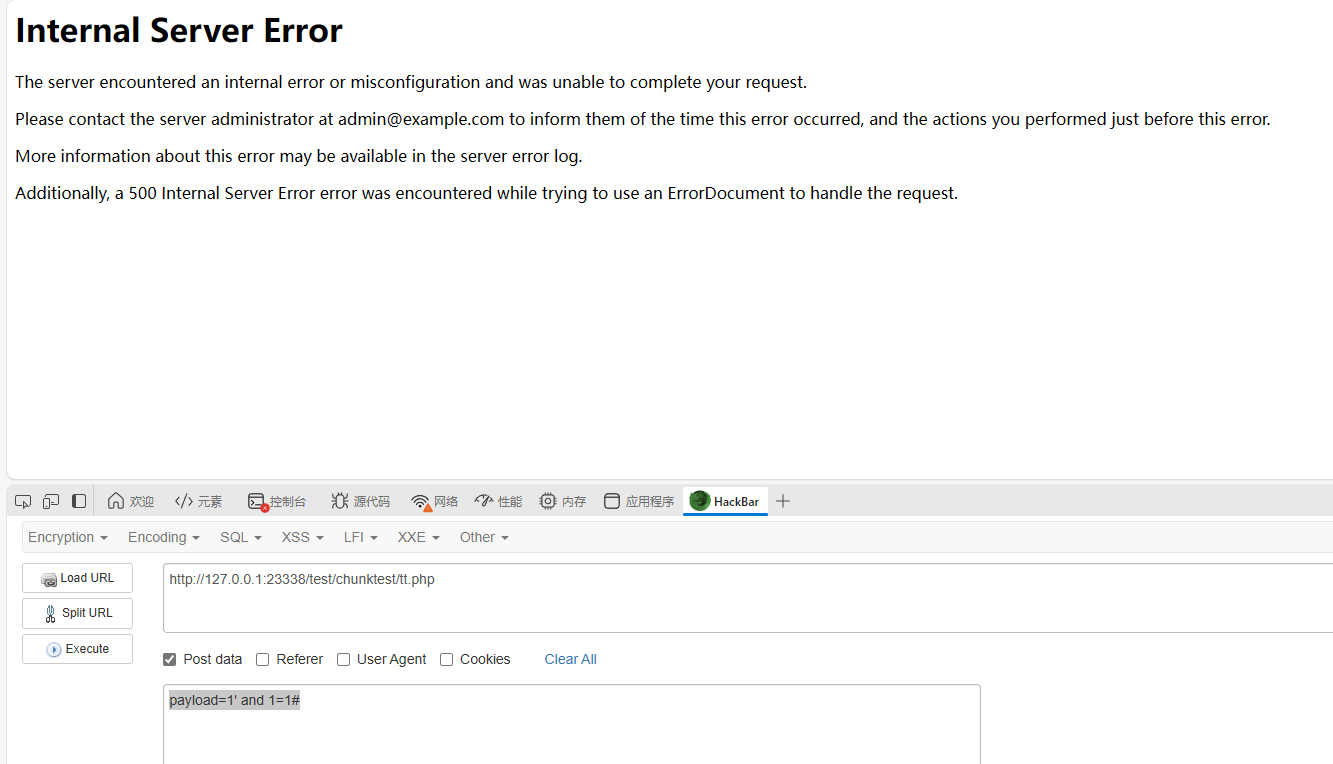 Internal Server Error
The server encountered an internal error or misconfiguration and was unable to complete your request.
Please contact the server administrator at admin@example.com to inform them of the time this error occurred, and the actions you performed just before this error.
More information about this error may be available in the server error log.
Additionally, a 500 Internal Server Error error was encountered while trying to use an ErrorDocument to handle the request.
欢迎 元素 控制台 源代码 网络 性能 内存 应用程序 HackBar
Encryption Encoding SQL XSS LFI XXE Other
Load URL http://127.0.0.1:23338/test/chunktest/tt.php
Split URL
Execute
Post data Referer User Agent Cookies Clear All
payload=1' and 1=1#